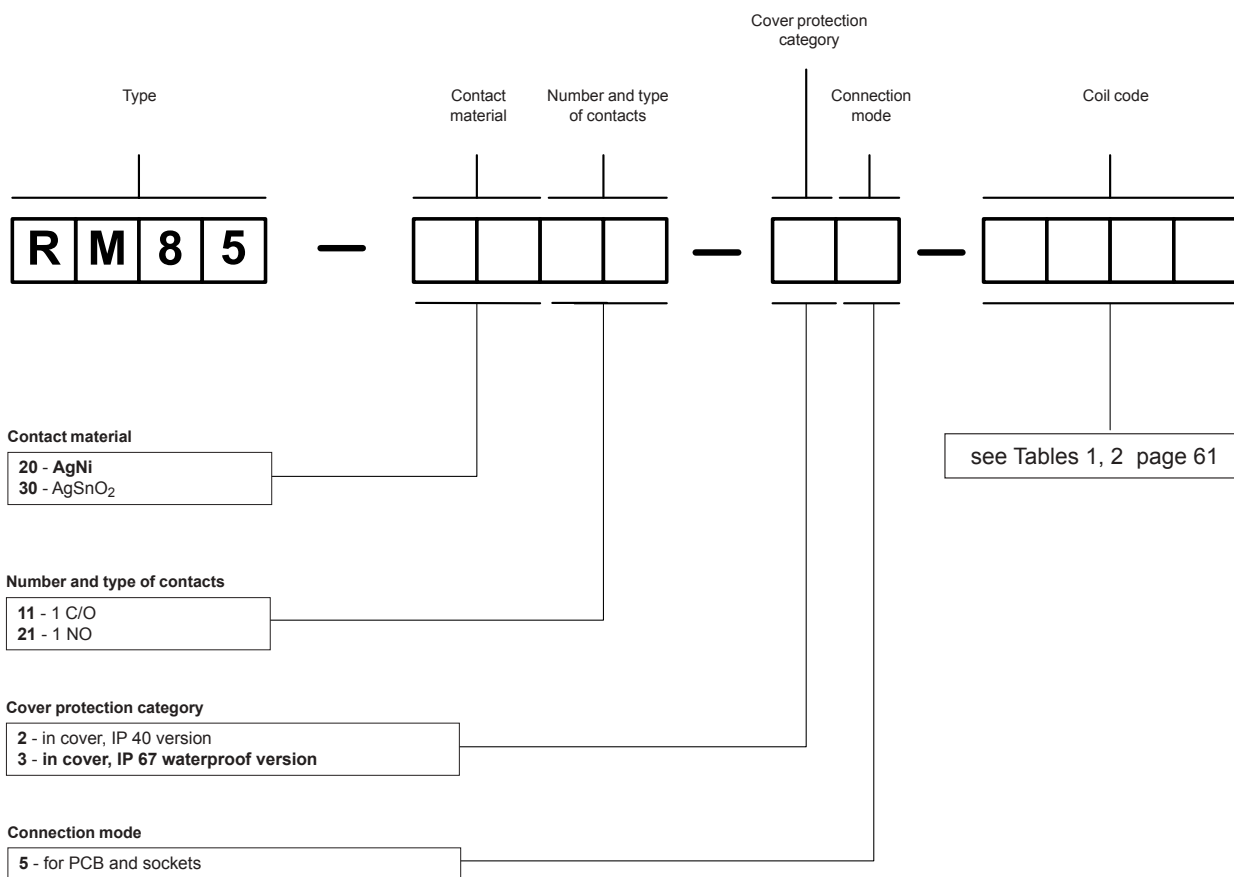 Cover protection
category
Type
Contact
material
Number and type
of contacts
Connection
mode
Coil code
RM85 — — —
see Tables 1, 2 page 61
Contact material
20 - AgNi
30 - AgSnO₂
Number and type of contacts
11 - 1 C/O
21 - 1 NO
Cover protection category
2 - in cover, IP 40 version
3 - in cover, IP 67 waterproof version
Connection mode
5 - for PCB and sockets